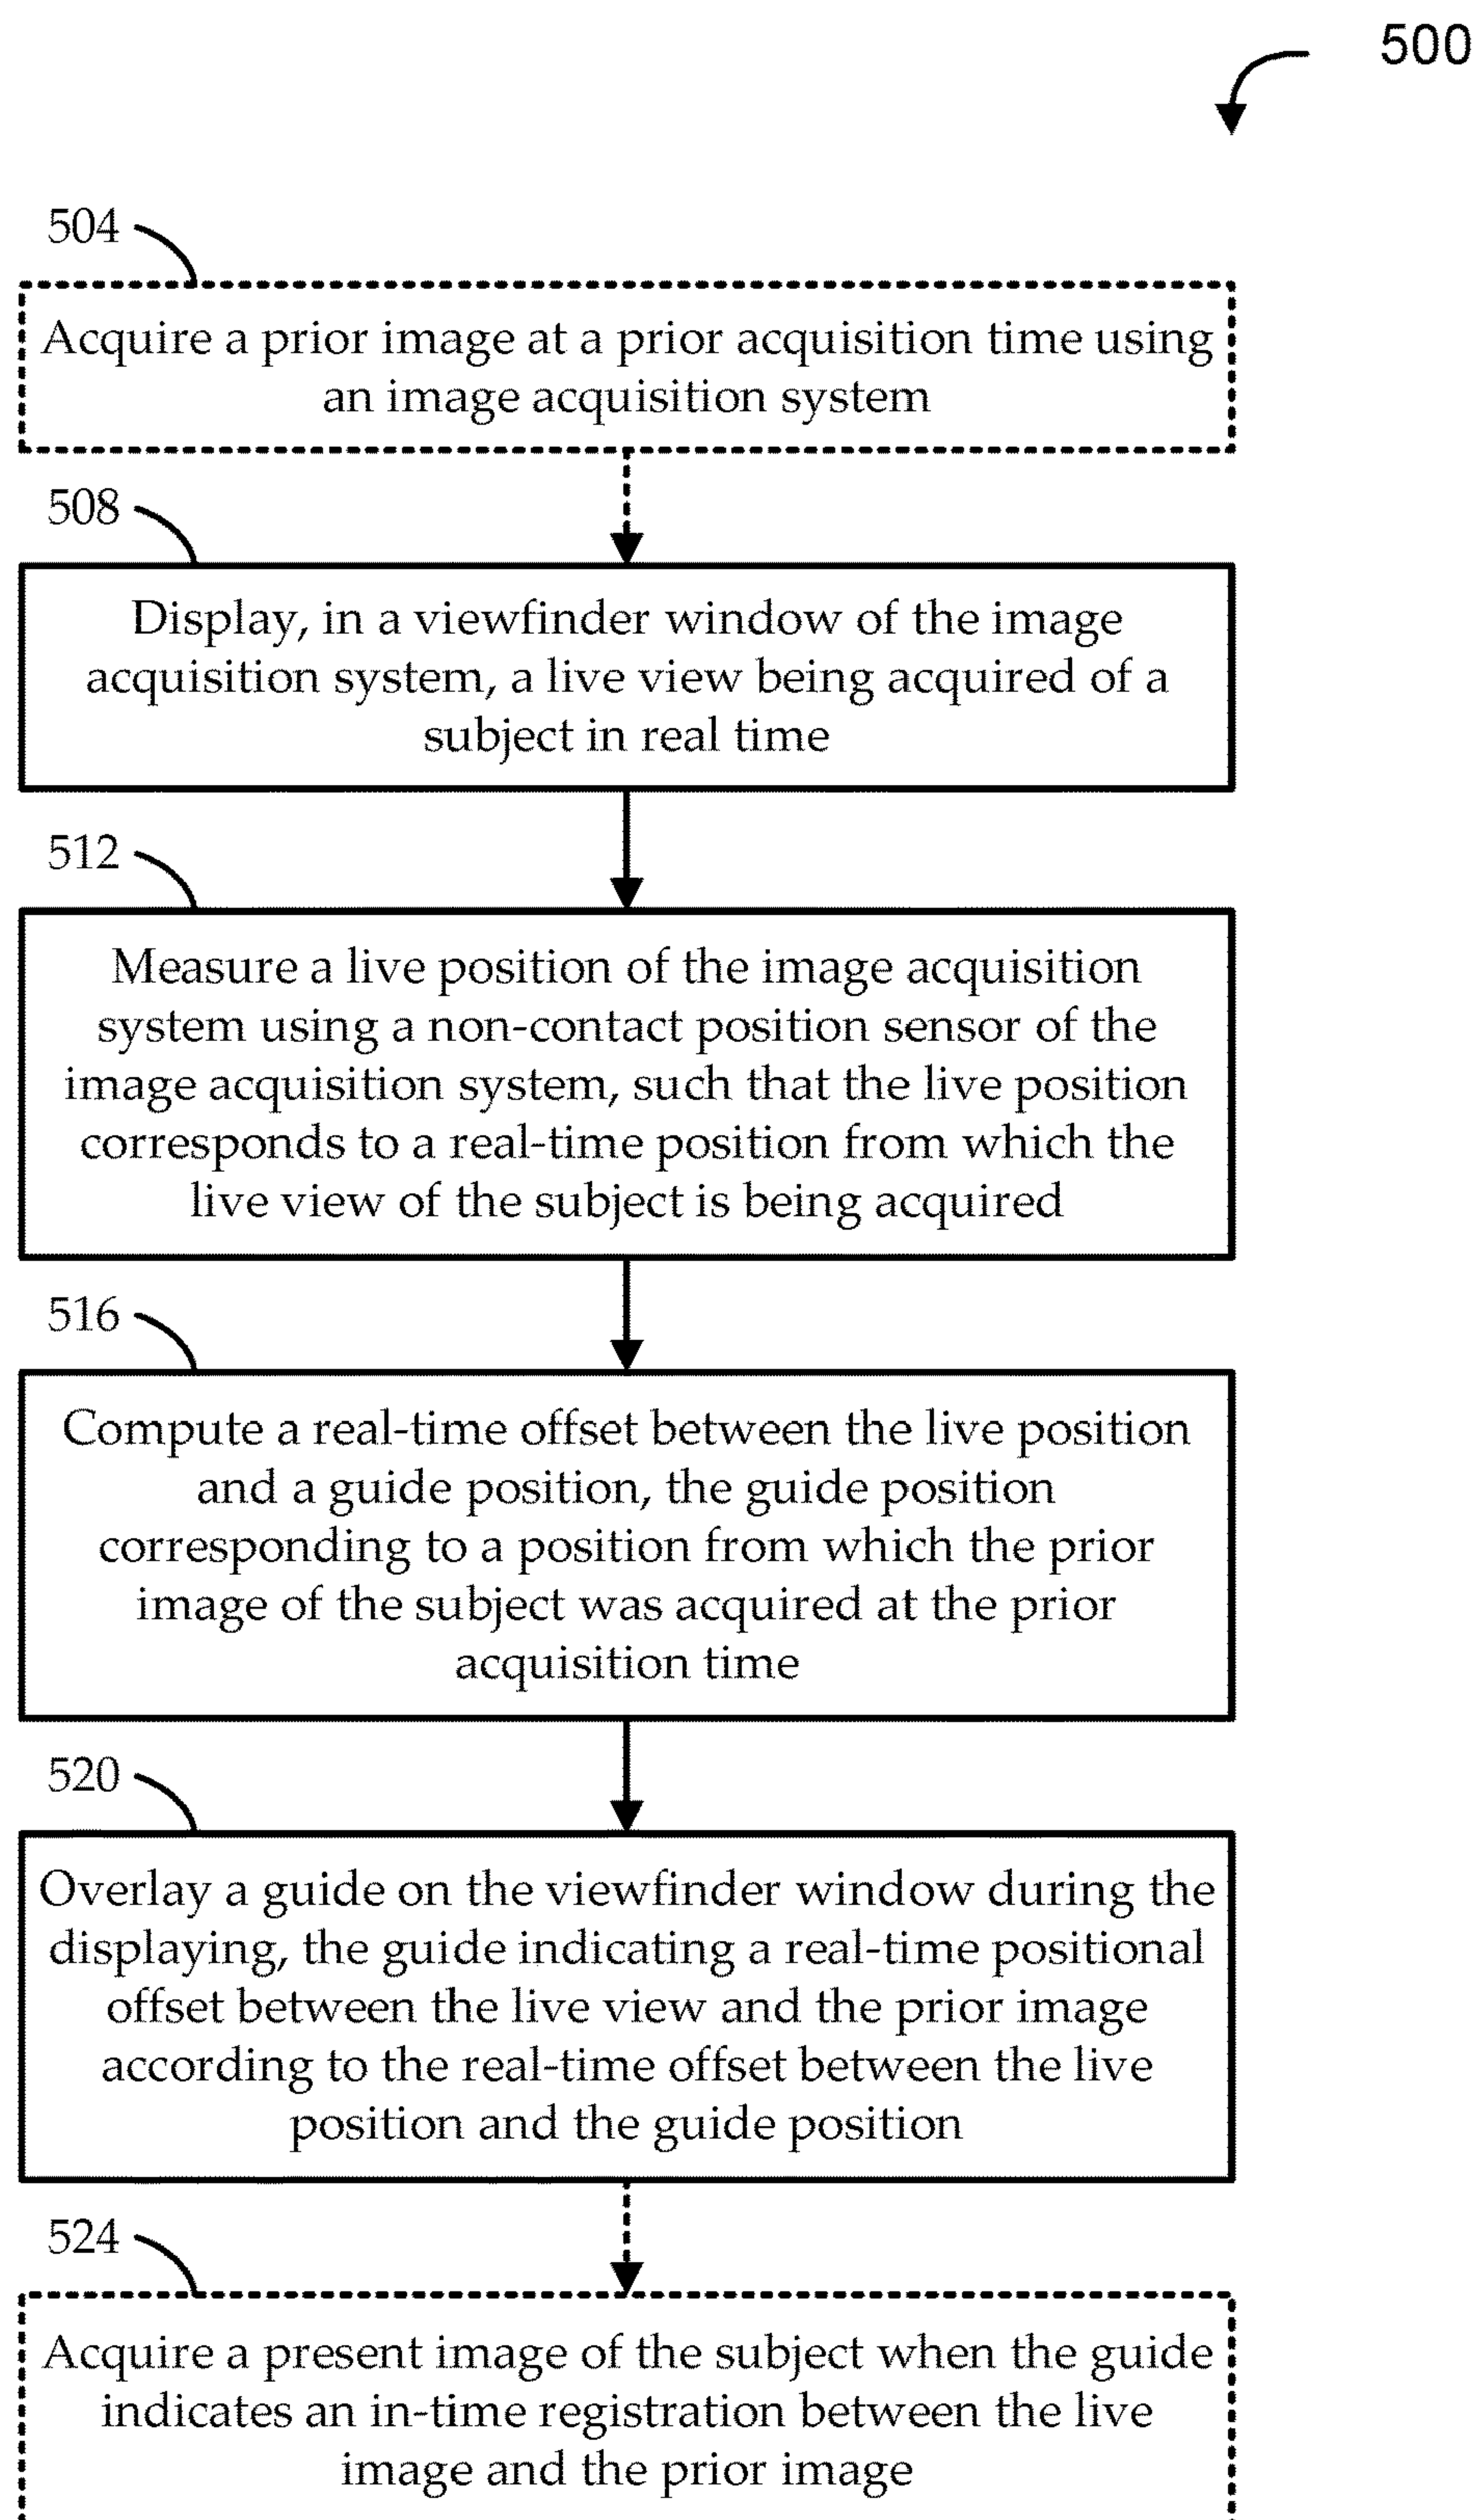 500
504
Acquire a prior image at a prior acquisition time using
an image acquisition system
508
Display, in a viewfinder window of the image
acquisition system, a live view being acquired of a
subject in real time
512
Measure a live position of the image acquisition
system using a non-contact position sensor of the
image acquisition system, such that the live position
corresponds to a real-time position from which the
live view of the subject is being acquired
516
Compute a real-time offset between the live position
and a guide position, the guide position
corresponding to a position from which the prior
image of the subject was acquired at the prior
acquisition time
520
Overlay a guide on the viewfinder window during the
displaying, the guide indicating a real-time positional
offset between the live view and the prior image
according to the real-time offset between the live
position and the guide position
524
Acquire a present image of the subject when the guide
indicates an in-time registration between the live
image and the prior image